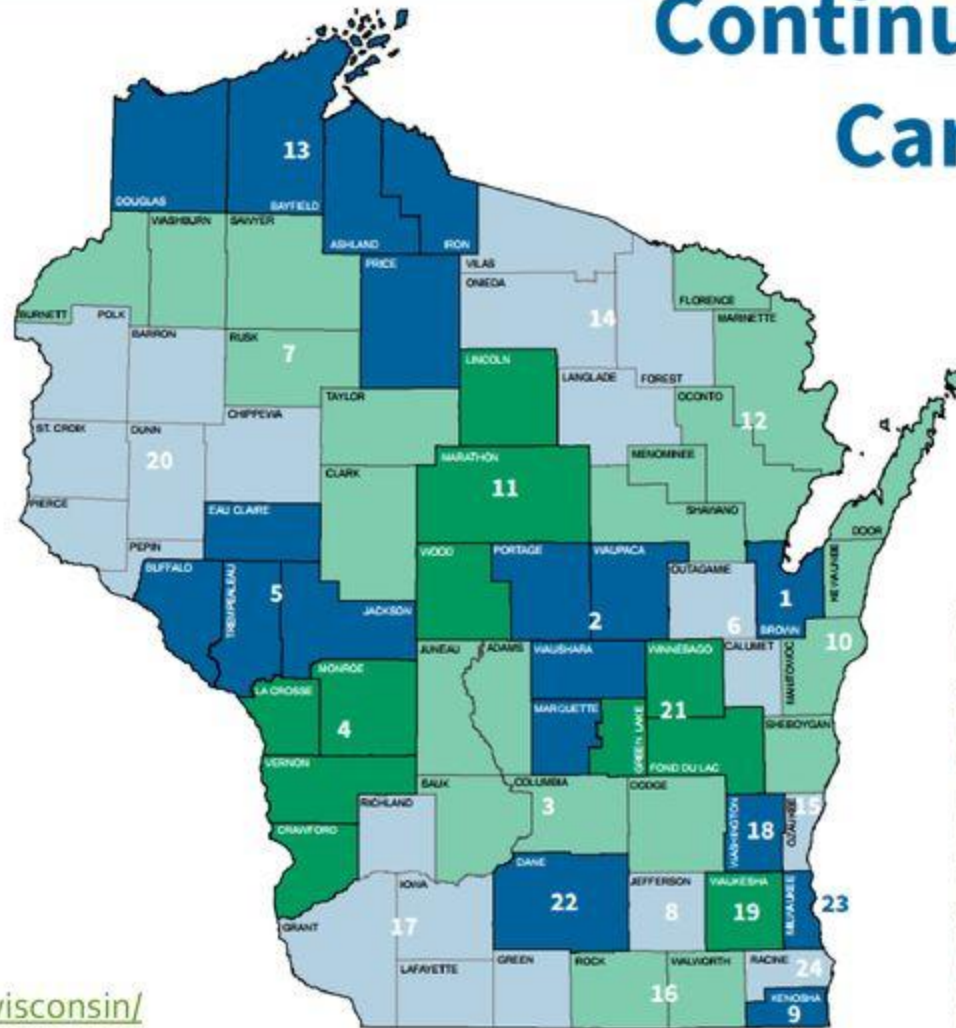 Continu
Car
13
DOUGLAS
BAYFIELD
WASHBURN SAWYER
ASHLAND IRON
PRICE
VILAS
ONIEDA
FLORENCE
BURNETT POLK
14
MARINETTE
BARRON
RUSK
7
LINCOLN
LANGLADE FOREST
TAYLOR
OCONTO
CHIPPEWA
12
ST. CROIX DUNN
20
MARATHON
MENOMINEE
CLARK
11
PIERCE
EAU CLAIRE
SHAWANO
DOOR
PEPIN
WOOD PORTAGE WAUPACA
KEWAUNEE
BUFFALO
TREMPEALEAU
5
OUTAGAMIE
1
JACKSON
2
6
BROWN
10
JUNEAU ADAMS WAUSHARA WINNEBAGO CALUMET
MANITOWOC
MONROE
LA CROSSE
MARQUETTE
GREEN LAKE
21
SHEBOYGAN
4
VERNON
FOND DU LAC
SAUK COLUMBIA DODGE
RICHLAND
3
WASHINGTON
18
OZAUKEE
15
CRAWFORD
DANE
IOWA
JEFFERSON WAUKESHA
MILWAUKEE
22
8
19
23
GRANT
17
LAFAYETTE
GREEN ROCK WALWORTH RACINE
24
16
KENOSHA
9
visconsin/